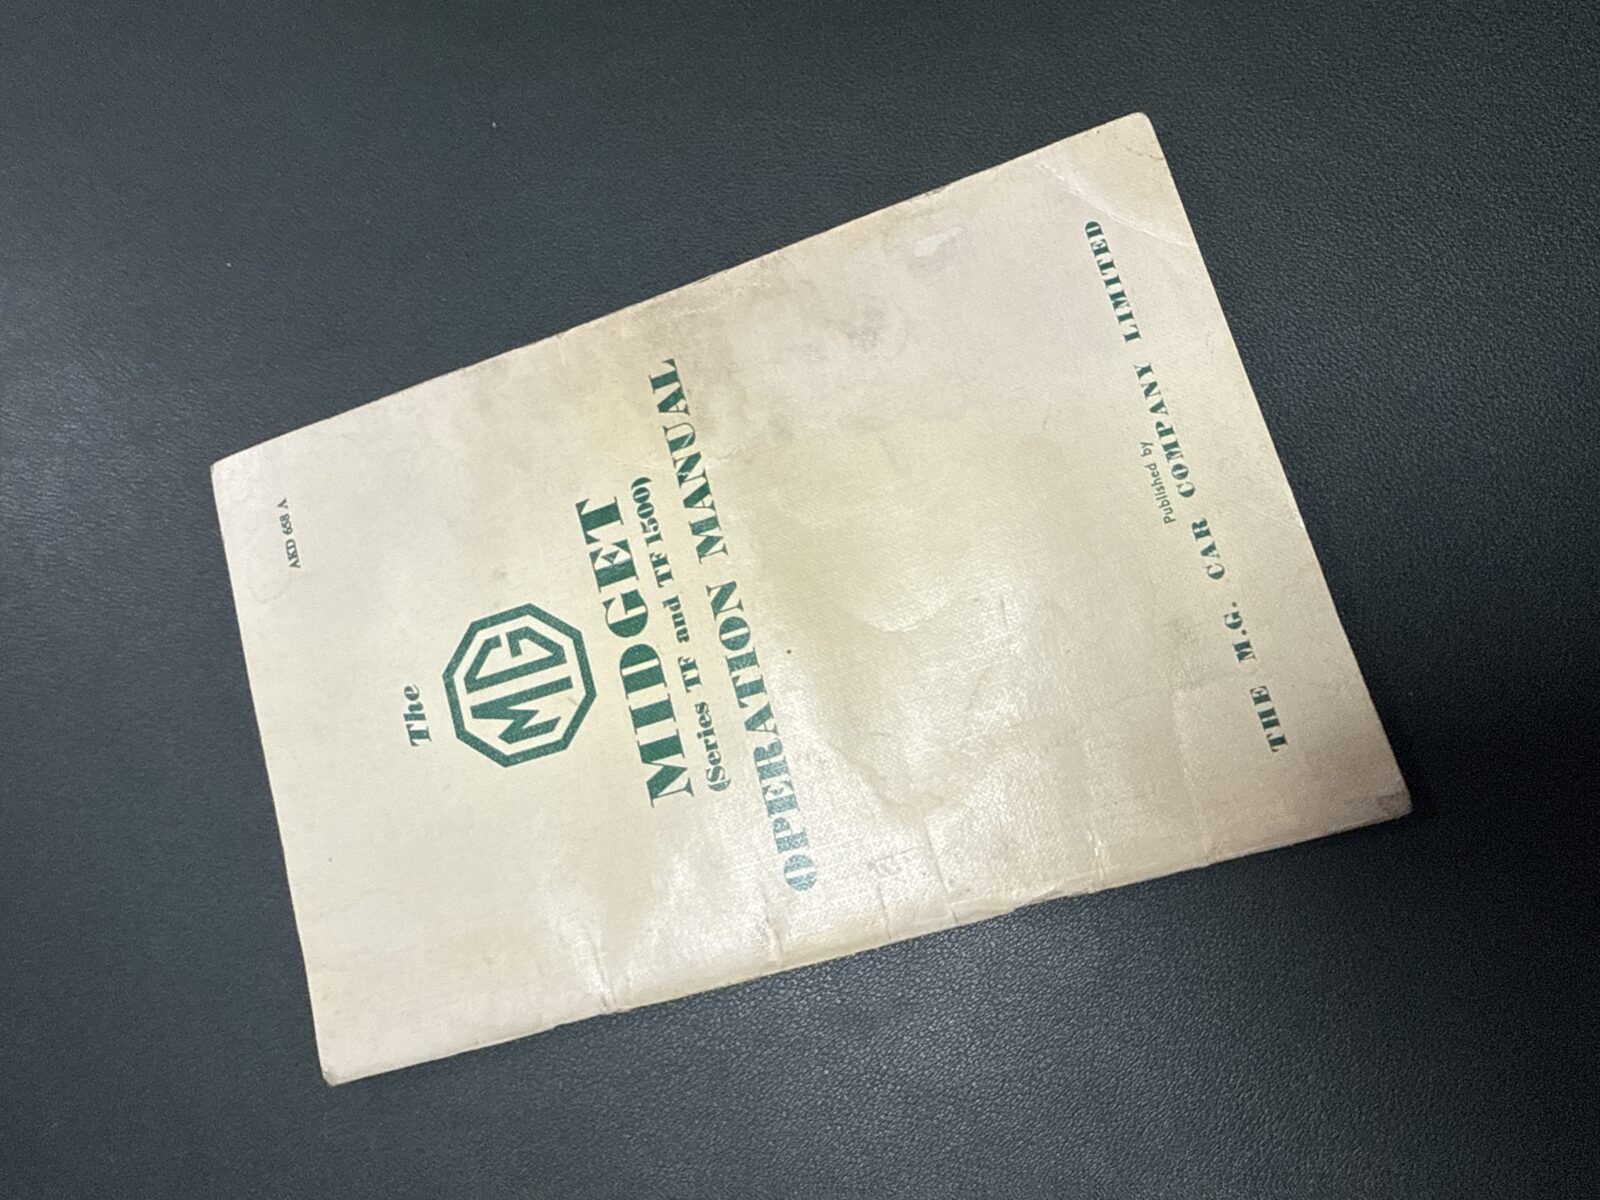 AKD 658 A
The
MG
MIDGET
(Series TF and TF 1500)
OPERATION MANUAL
Published by
THE M.G. CAR COMPANY LIMITED